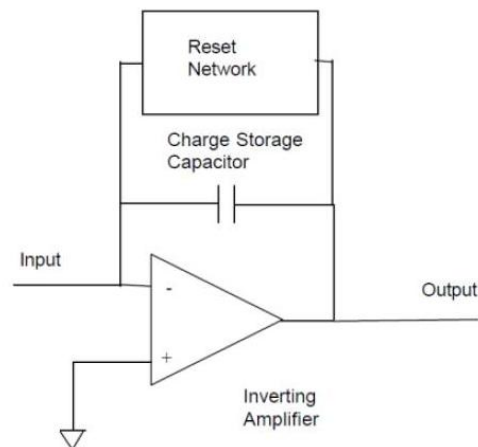 Reset
Network
Charge Storage
Capacitor
Input
-
Output
+
Inverting
Amplifier